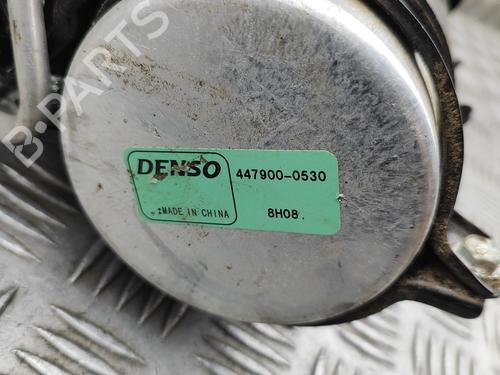 B-PARTS
DENSO
447900-0530
MADE IN CHINA
8H08.